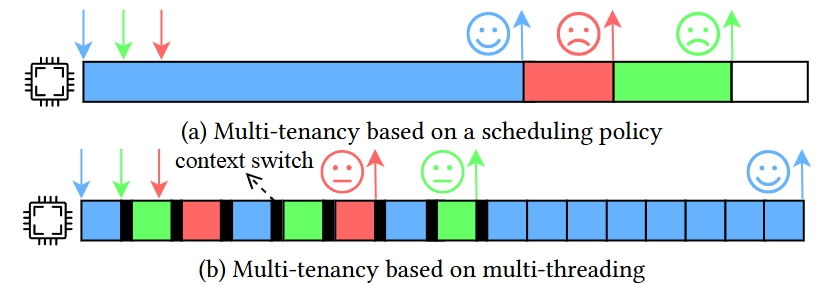 (a) Multi-tenancy based on a scheduling policy
context switch
(b) Multi-tenancy based on multi-threading